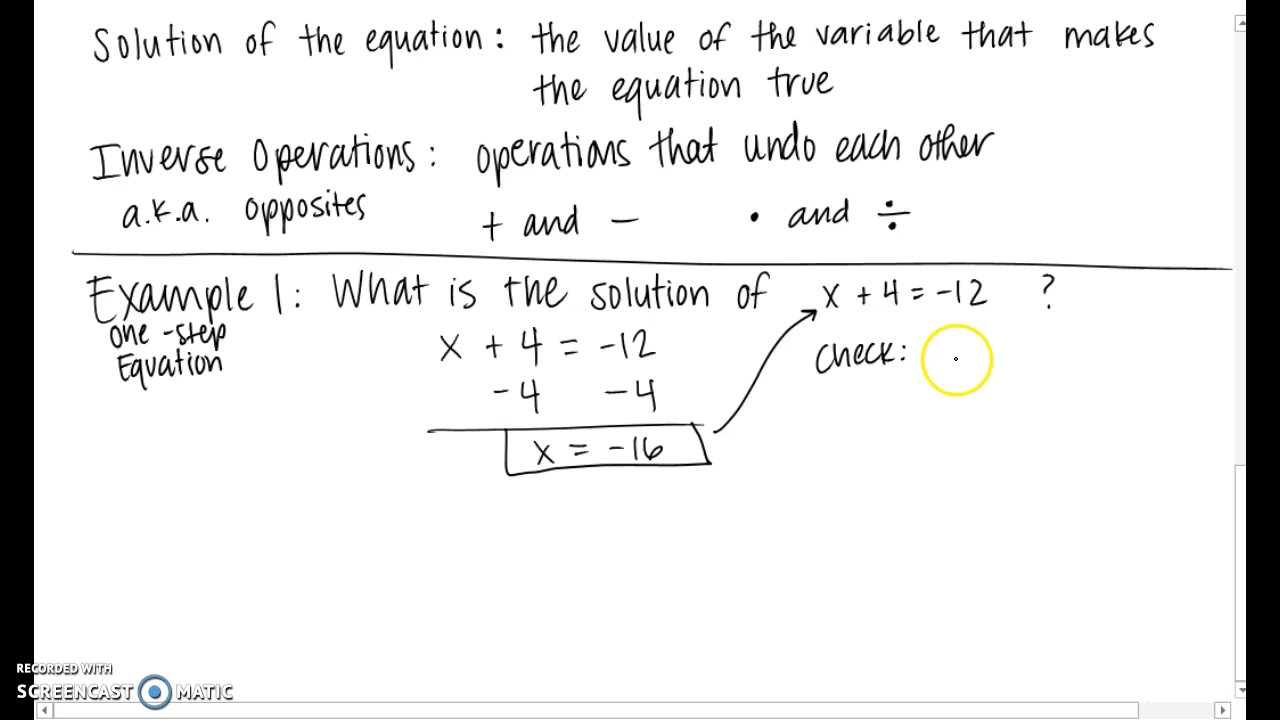 Solution of the equation: the value of the variable that makes
the equation true
Inverse Operations: operations that undo each other
a.k.a. opposites + and − • and ÷
Example 1: What is the solution of x + 4 = -12 ?
one-step
Equation
x + 4 = -12
-4 -4
x = -16
Check:
RECORDED WITH
SCREENCAST MATIC